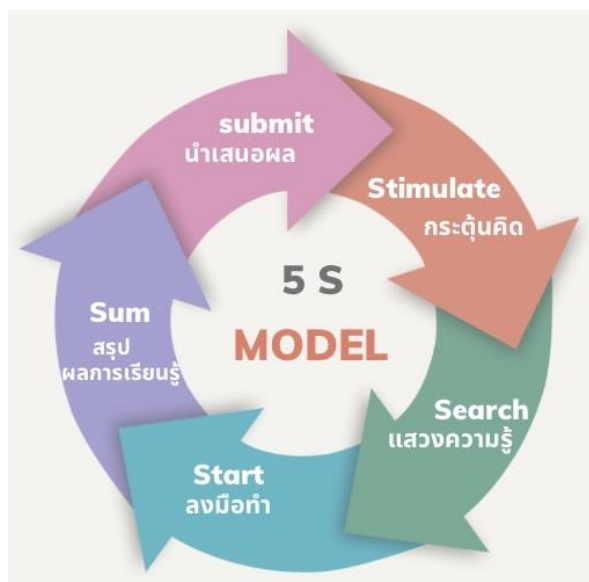 submit
นำเสนอผล
Stimulate
กระตุ้นคิด
5 S
MODEL
Sum
สรุป
ผลการเรียนรู้
Search
แสวงความรู้
Start
ลงมือทำ